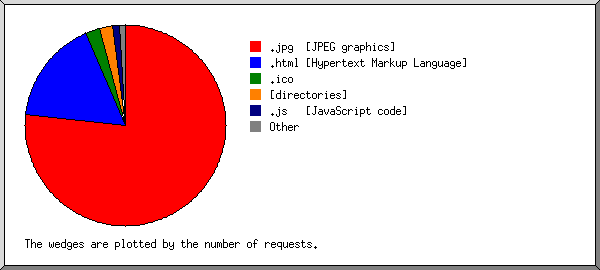 .jpg [JPEG graphics]
.html [Hypertext Markup Language]
.ico
[directories]
.js [JavaScript code]
Other
The wedges are plotted by the number of requests.